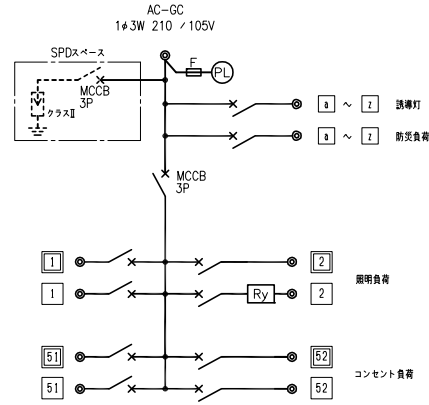 AC-GC
1φ3W 210 / 105V
SPDスペース
F
PL
MCCB
3P
クラスⅡ
a ～ z 誘導灯
a ～ z 防災負荷
MCCB
3P
1 2
照明負荷
1 Ry 2
51 52
コンセント負荷
51 52